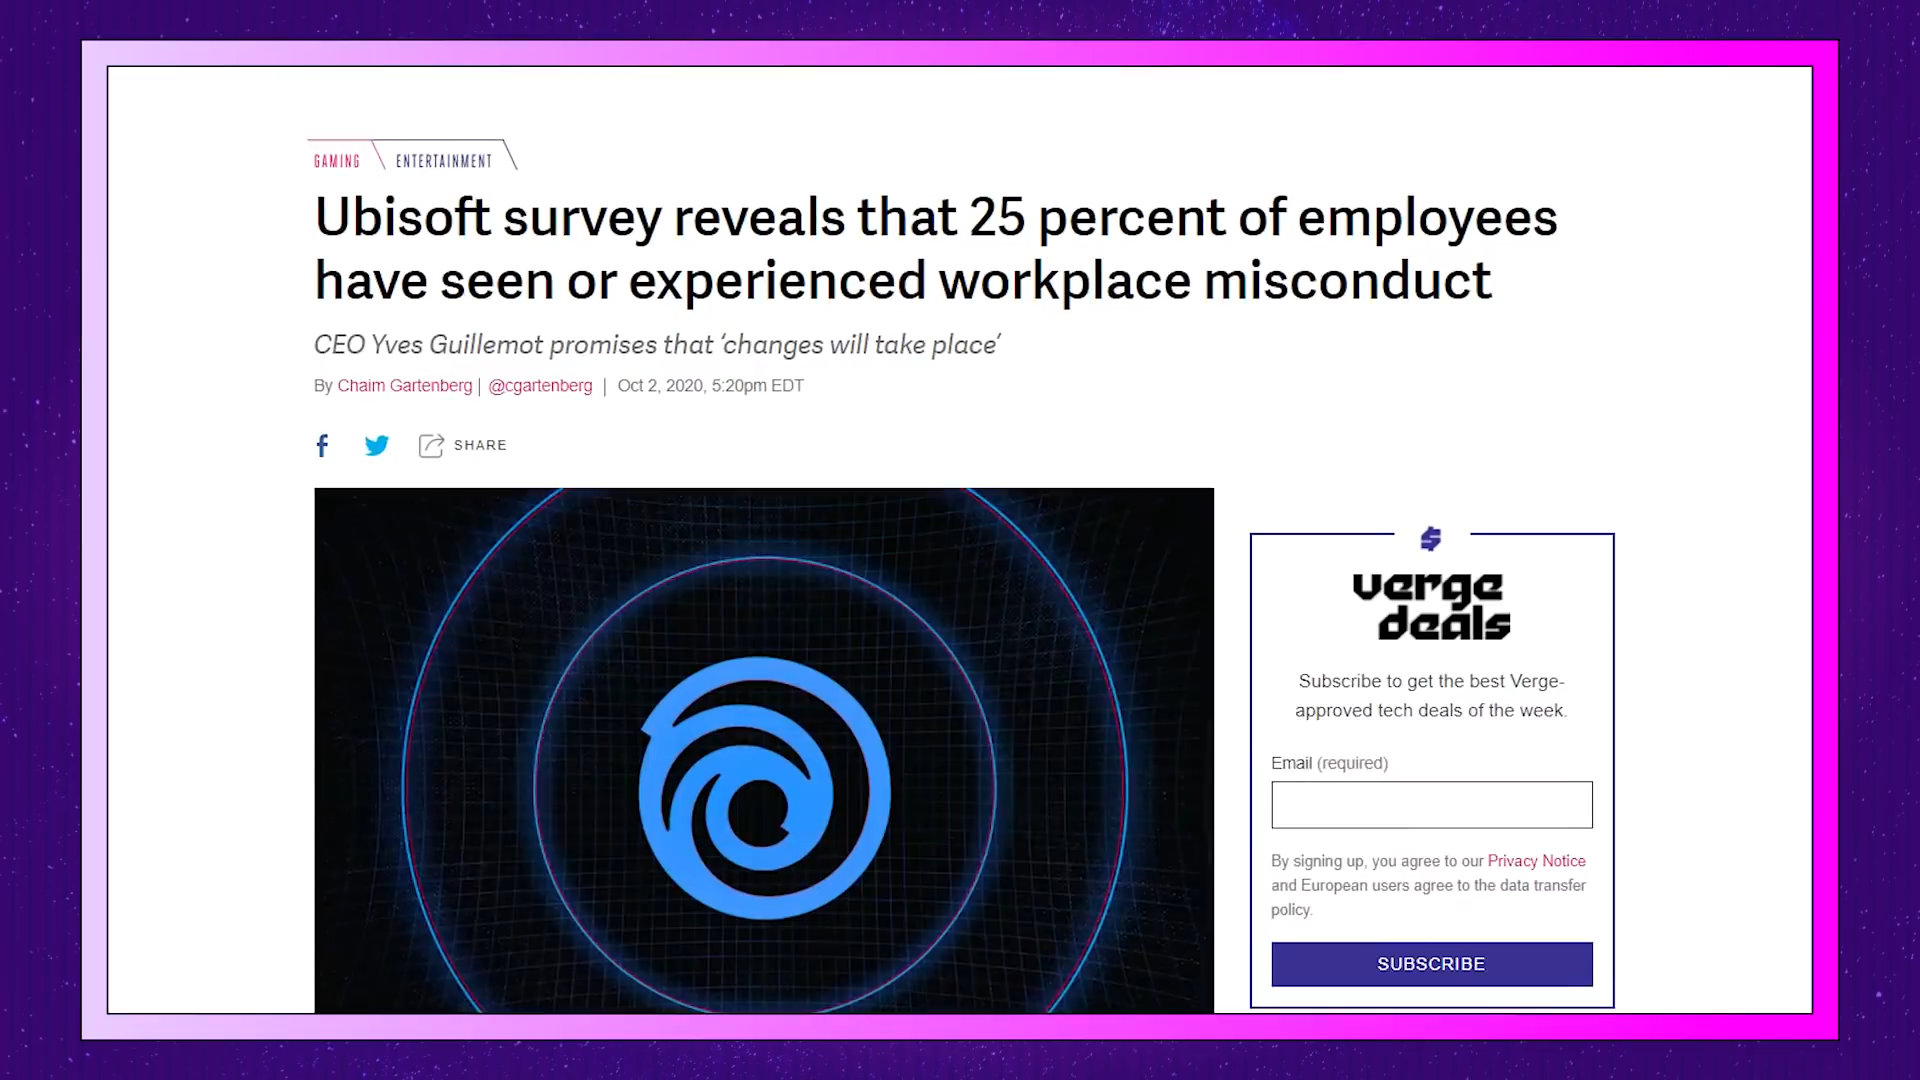 GAMING ENTERTAINMENT
Ubisoft survey reveals that 25 percent of employees
have seen or experienced workplace misconduct
CEO Yves Guillemot promises that ‘changes will take place’
By Chaim Gartenberg | @cgartenberg | Oct 2, 2020, 5:20pm EDT
f SHARE
$
verge
deals
Subscribe to get the best Verge-
approved tech deals of the week.
Email (required)
By signing up, you agree to our Privacy Notice
and European users agree to the data transfer
policy.
SUBSCRIBE